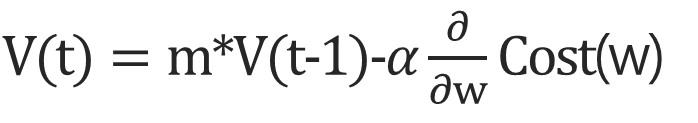 V(t) = m*V(t-1)-α ∂/∂w Cost(w)